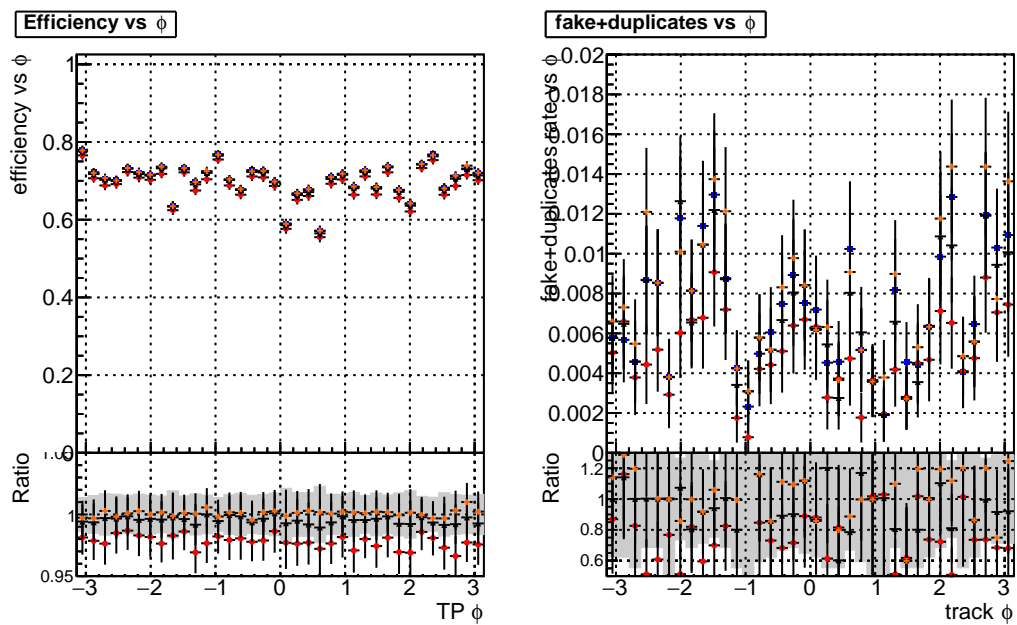 Efficiency vs ϕ
efficiency vs ϕ
1
0.8
0.6
0.4
0.2
0
Ratio
1.05
1
0.95
−3 −2 −1 0 1 2 3
TP ϕ
fake+duplicates vs ϕ
fake+duplicates rate vs ϕ
0.02
0.018
0.016
0.014
0.012
0.01
0.008
0.006
0.004
0.002
0
Ratio
1.2
1
0.8
0.6
−3 −2 −1 0 1 2 3
track ϕ